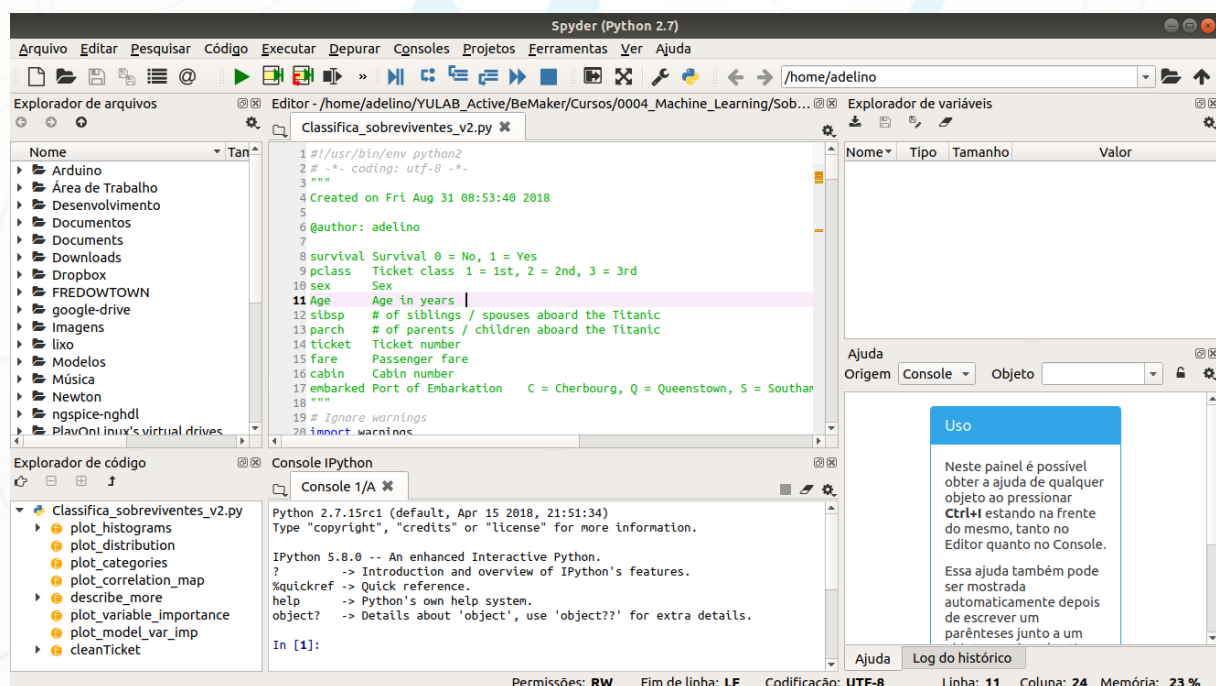 Spyder (Python 2.7)
Arquivo Editar Pesquisar Código Executar Depurar Consoles Projetos Ferramentas Ver Ajuda
/home/adelino
Explorador de arquivos
Nome Tan
Arduino
Área de Trabalho
Desenvolvimento
Documentos
Documents
Downloads
Dropbox
FREDOWTOWN
google-drive
Imagens
lixo
Modelos
Música
Newton
ngspice-nghdl
PlayOnLinux's virtual drives
Editor - /home/adelino/YULAB_Active/BeMaker/Cursos/0004_Machine_Learning/Sob...
Classifica_sobreviventes_v2.py
1 #!/usr/bin/env python2
2 # -*- coding: utf-8 -*-
3 """
4 Created on Fri Aug 31 08:53:40 2018
5
6 @author: adelino
7
8 survival Survival 0 = No, 1 = Yes
9 pclass Ticket class 1 = 1st, 2 = 2nd, 3 = 3rd
10 sex Sex
11 Age Age in years
12 sibsp # of siblings / spouses aboard the Titanic
13 parch # of parents / children aboard the Titanic
14 ticket Ticket number
15 fare Passenger fare
16 cabin Cabin number
17 embarked Port of Embarkation C = Cherbourg, Q = Queenstown, S = Southam
18 """
19 # Ignore warnings
20 import warnings
Explorador de variáveis
Nome Tipo Tamanho Valor
Ajuda
Origem Console Objeto
Uso
Neste painel é possível
obter a ajuda de qualquer
objeto ao pressionar
Ctrl+I estando na frente
do mesmo, tanto no
Editor quanto no Console.
Essa ajuda também pode
ser mostrada
automaticamente depois
de escrever um
parênteses junto a um
Ajuda Log do histórico
Explorador de código
Classifica_sobreviventes_v2.py
plot_histograms
plot_distribution
plot_categories
plot_correlation_map
describe_more
plot_variable_importance
plot_model_var_imp
cleanTicket
Console IPython
Console 1/A
Python 2.7.15rc1 (default, Apr 15 2018, 21:51:34)
Type "copyright", "credits" or "license" for more information.
IPython 5.8.0 -- An enhanced Interactive Python.
? -> Introduction and overview of IPython's features.
%quickref -> Quick reference.
help -> Python's own help system.
object? -> Details about 'object', use 'object??' for extra details.
In [1]:
Permissões: RW Fim de linha: LF Codificação: UTF-8 Linha: 11 Coluna: 24 Memória: 23 %